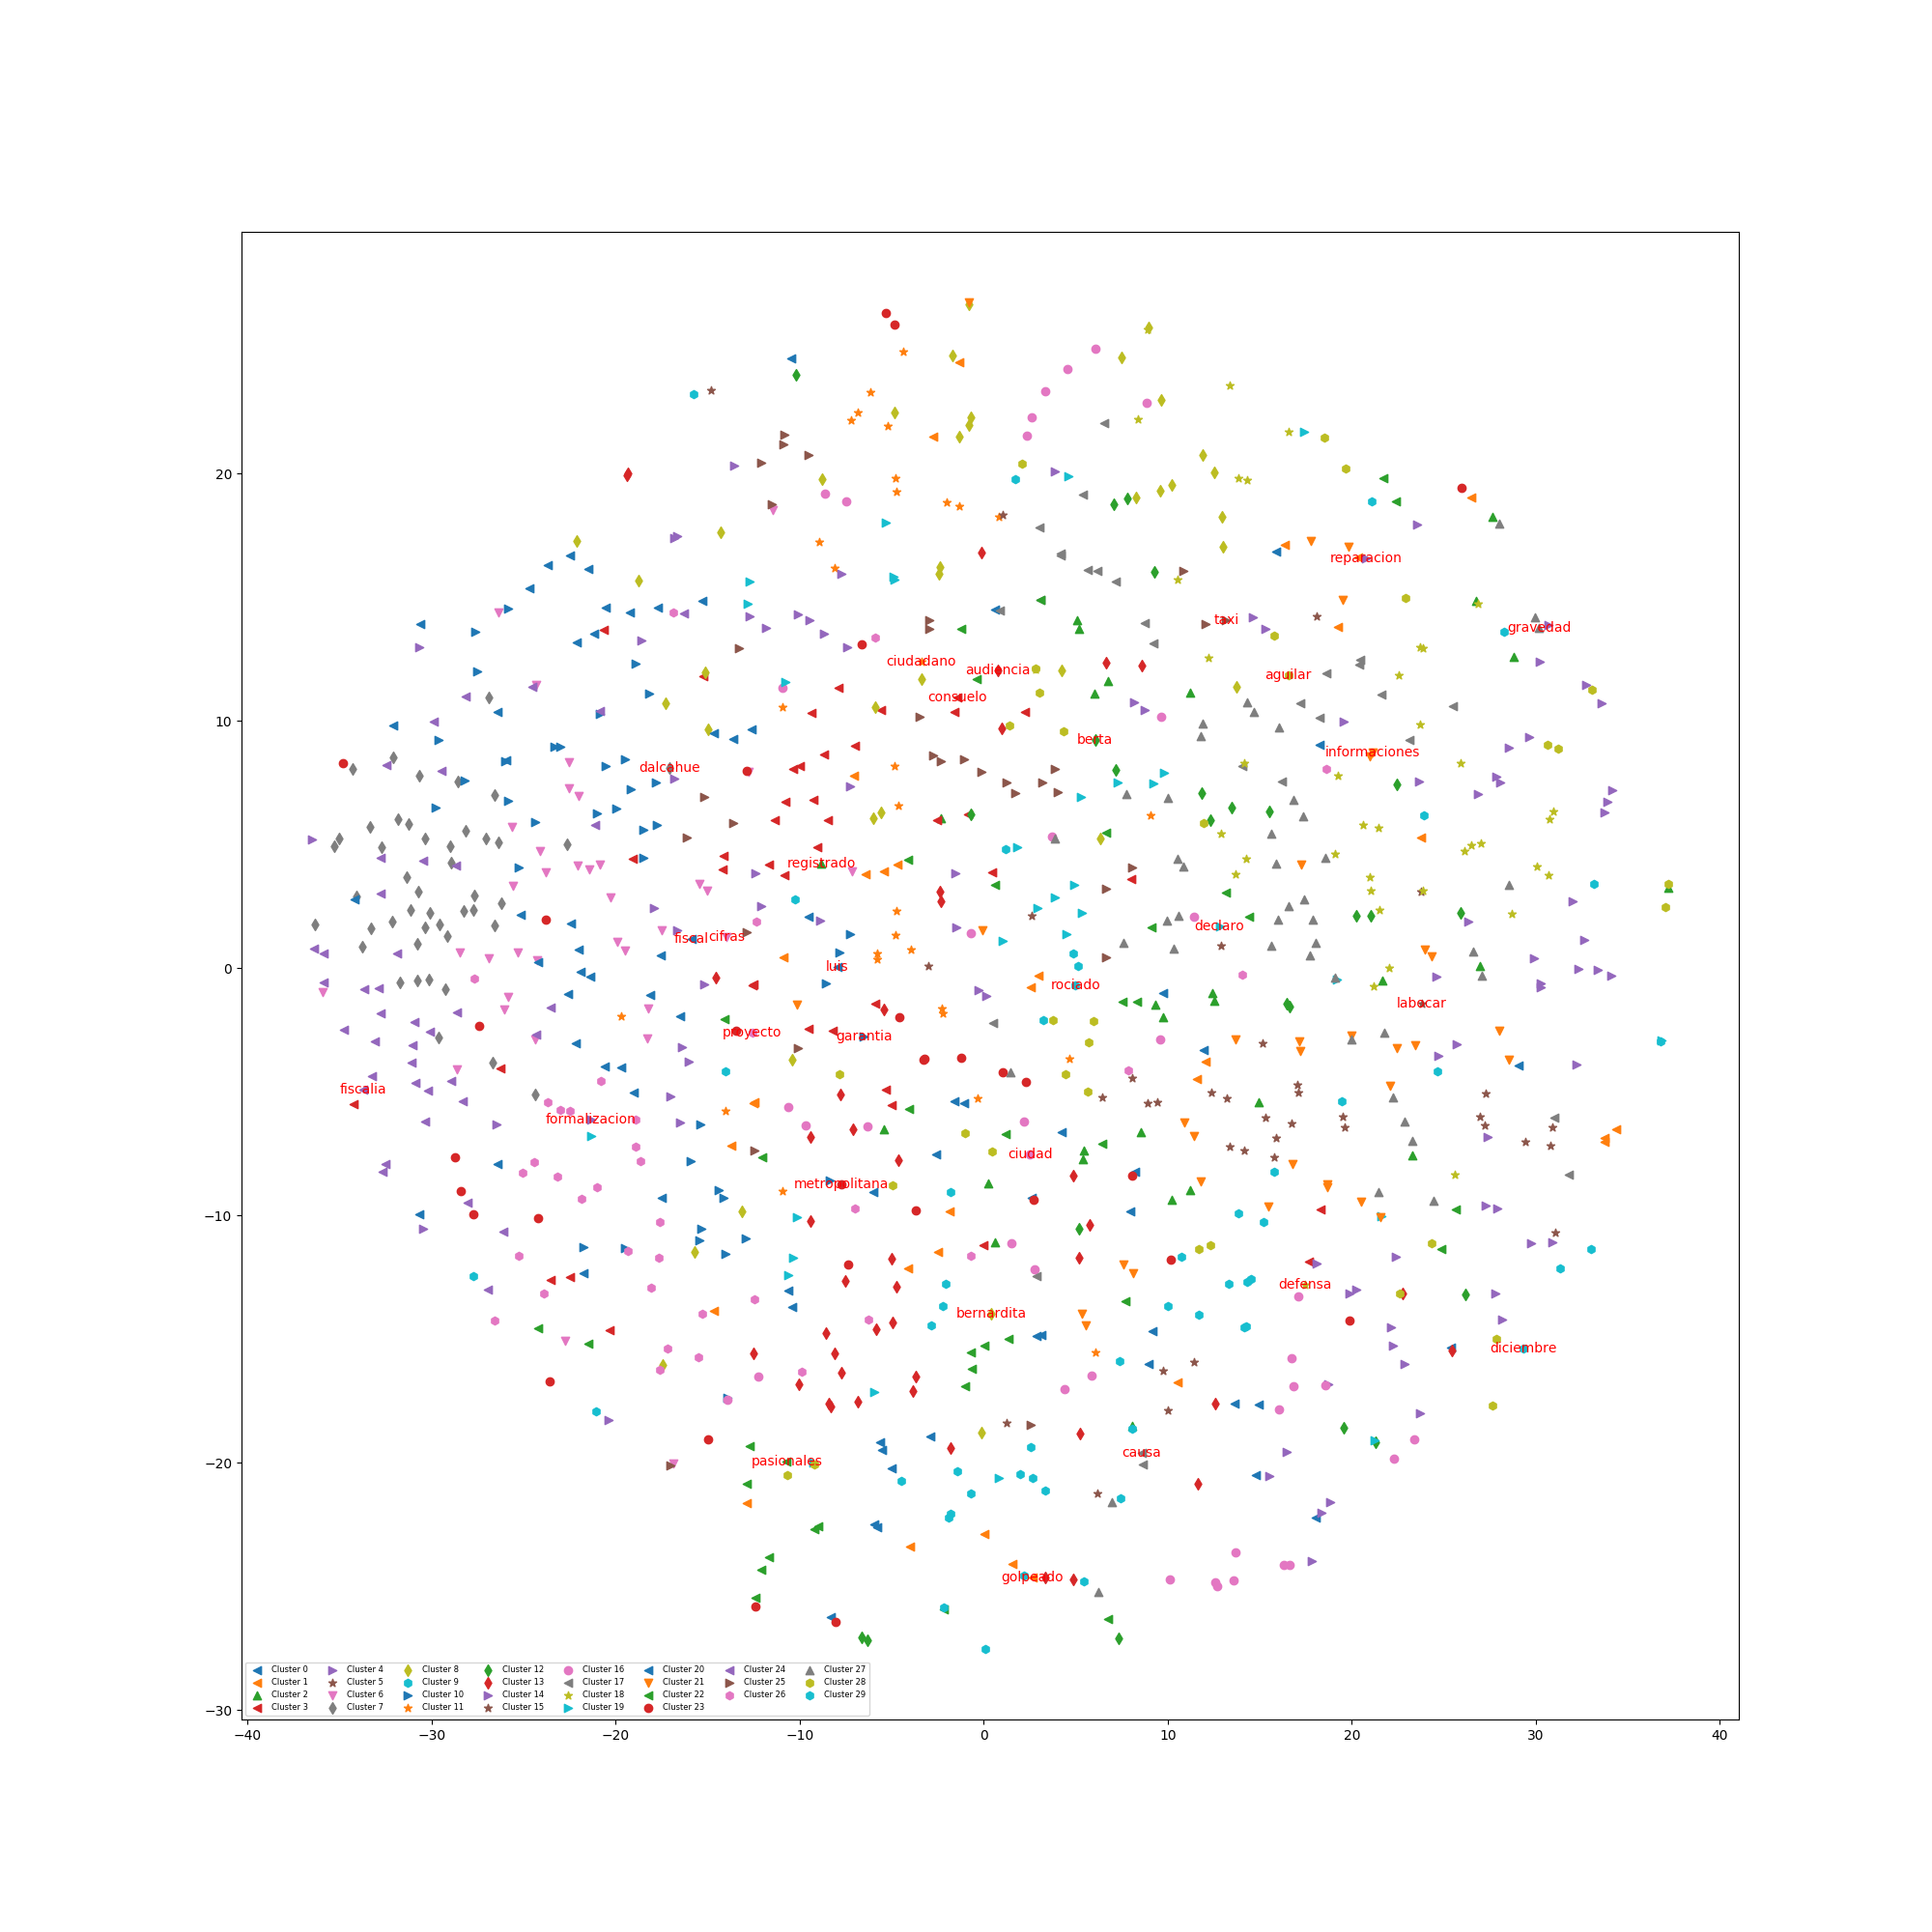 20
10
0
−10
−20
−30
−40
−30
−20
−10
0
10
20
30
40
reparacion
taxi
gravedad
ciudadano
audiencia
aguilar
consuelo
berta
informaciones
dalcahue
registrado
declaro
fiscal
cifras
luis
rociado
labocar
proyecto
garantia
fiscalia
formalizacion
ciudad
metropolitana
defensa
bernardita
diciembre
causa
pasionales
golpeado
Cluster 0
Cluster 1
Cluster 2
Cluster 3
Cluster 4
Cluster 5
Cluster 6
Cluster 7
Cluster 8
Cluster 9
Cluster 10
Cluster 11
Cluster 12
Cluster 13
Cluster 14
Cluster 15
Cluster 16
Cluster 17
Cluster 18
Cluster 19
Cluster 20
Cluster 21
Cluster 22
Cluster 23
Cluster 24
Cluster 25
Cluster 26
Cluster 27
Cluster 28
Cluster 29